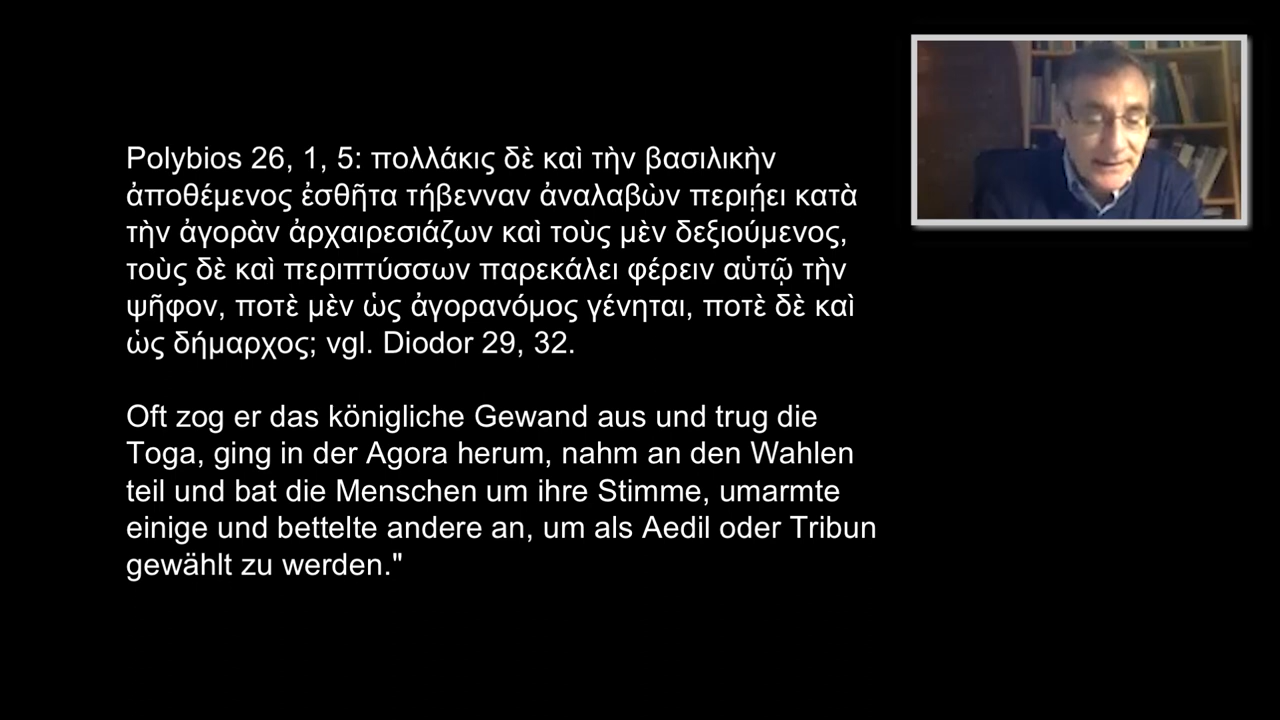 Polybios 26, 1, 5: πολλάκις δὲ καὶ τὴν βασιλικὴν
ἀποθέμενος ἐσθῆτα τήβενναν ἀναλαβὼν περιῄει κατὰ
τὴν ἀγορὰν ἀρχαιρεσιάζων καὶ τοὺς μὲν δεξιούμενος,
τοὺς δὲ καὶ περιπτύσσων παρεκάλει φέρειν αὑτῷ τὴν
ψῆφον, ποτὲ μὲν ὡς ἀγορανόμος γένηται, ποτὲ δὲ καὶ
ὡς δήμαρχος; vgl. Diodor 29, 32.
Oft zog er das königliche Gewand aus und trug die
Toga, ging in der Agora herum, nahm an den Wahlen
teil und bat die Menschen um ihre Stimme, umarmte
einige und bettelte andere an, um als Aedil oder Tribun
gewählt zu werden."